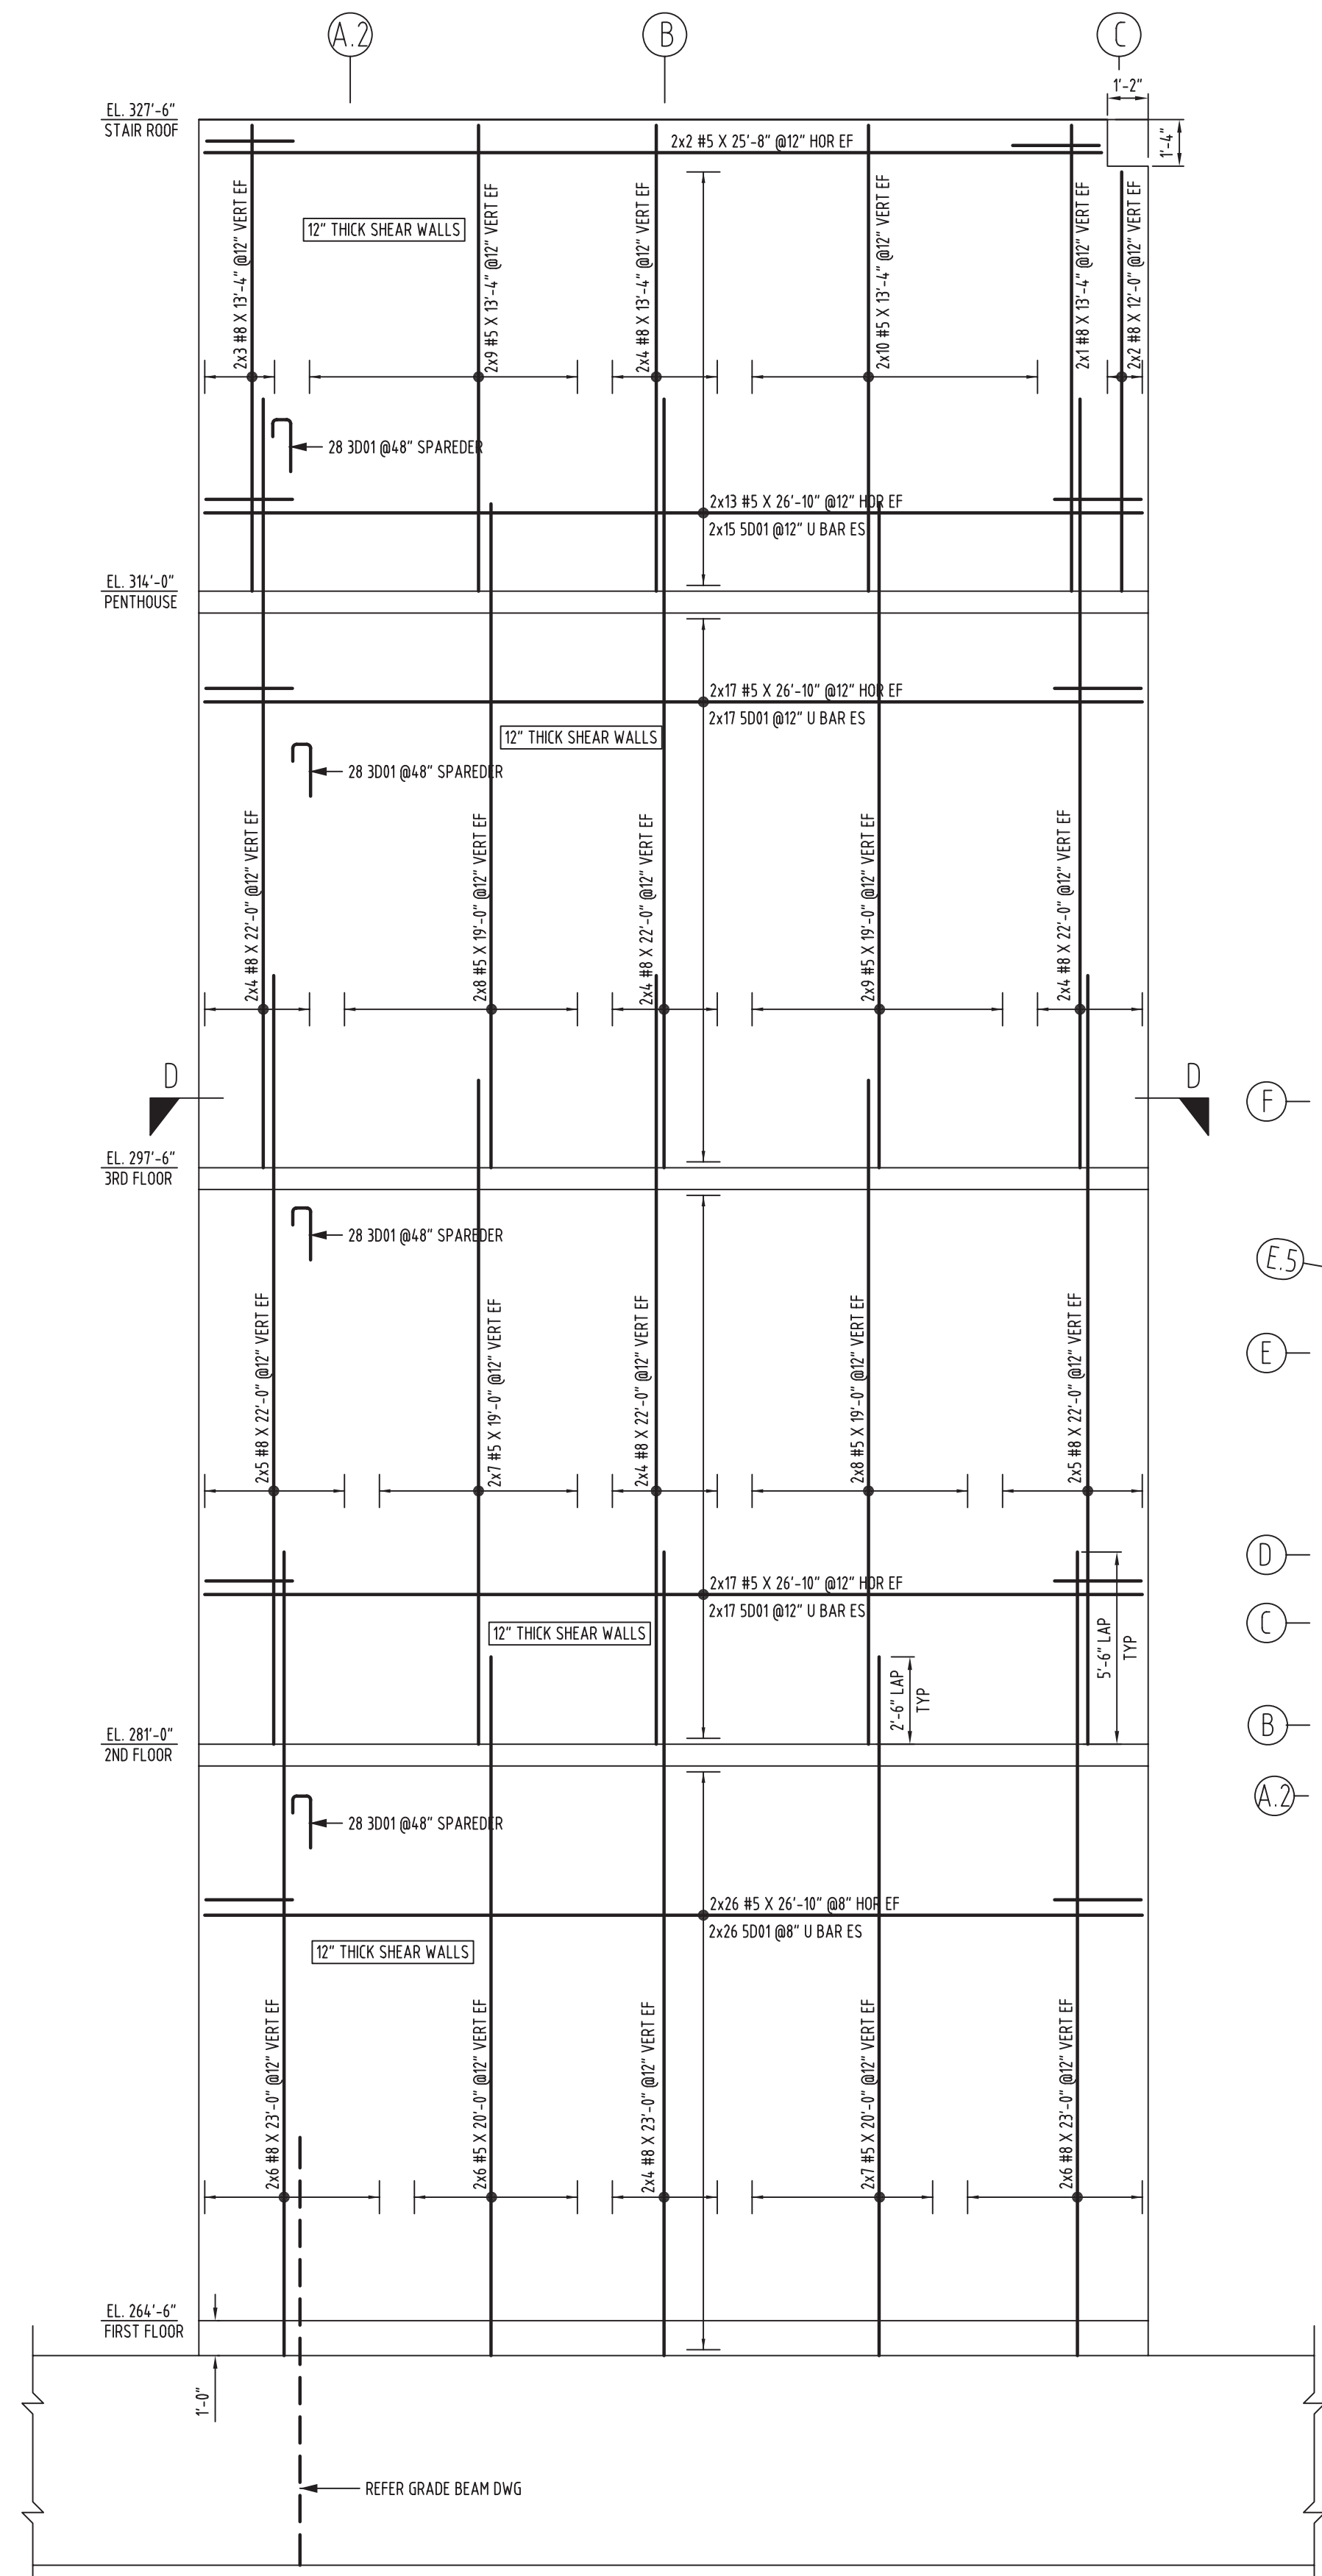 A.2
B
C
1'-2"
EL. 327'-6"
STAIR ROOF
1'-4"
2x2 #5 X 25'-8" @12" HOR EF
12" THICK SHEAR WALLS
2x3 #8 X 13'-4" @12" VERT EF
2x9 #5 X 13'-4" @12" VERT EF
2x4 #8 X 13'-4" @12" VERT EF
2x10 #5 X 13'-4" @12" VERT EF
2x1 #8 X 13'-4" @12" VERT EF
2x2 #8 X 12'-0" @12" VERT EF
28 3D01 @48" SPAREDER
2x13 #5 X 26'-10" @12" HOR EF
2x15 5D01 @12" U BAR ES
EL. 314'-0"
PENTHOUSE
2x17 #5 X 26'-10" @12" HOR EF
2x17 5D01 @12" U BAR ES
12" THICK SHEAR WALLS
28 3D01 @48" SPAREDER
2x4 #8 X 22'-0" @12" VERT EF
2x8 #5 X 19'-0" @12" VERT EF
2x4 #8 X 22'-0" @12" VERT EF
2x9 #5 X 19'-0" @12" VERT EF
2x4 #8 X 22'-0" @12" VERT EF
D
D
F
EL. 297'-6"
3RD FLOOR
28 3D01 @48" SPAREDER
E.5
E
2x5 #8 X 22'-0" @12" VERT EF
2x7 #5 X 19'-0" @12" VERT EF
2x4 #8 X 22'-0" @12" VERT EF
2x8 #5 X 19'-0" @12" VERT EF
2x5 #8 X 22'-0" @12" VERT EF
D
2x17 #5 X 26'-10" @12" HOR EF
2x17 5D01 @12" U BAR ES
12" THICK SHEAR WALLS
C
5'-6" LAP
TYP
2'-6" LAP
TYP
B
EL. 281'-0"
2ND FLOOR
A.2
28 3D01 @48" SPAREDER
2x26 #5 X 26'-10" @8" HOR EF
2x26 5D01 @8" U BAR ES
12" THICK SHEAR WALLS
2x6 #8 X 23'-0" @12" VERT EF
2x6 #5 X 20'-0" @12" VERT EF
2x4 #8 X 23'-0" @12" VERT EF
2x7 #5 X 20'-0" @12" VERT EF
2x6 #8 X 23'-0" @12" VERT EF
EL. 264'-6"
FIRST FLOOR
1'-0"
REFER GRADE BEAM DWG